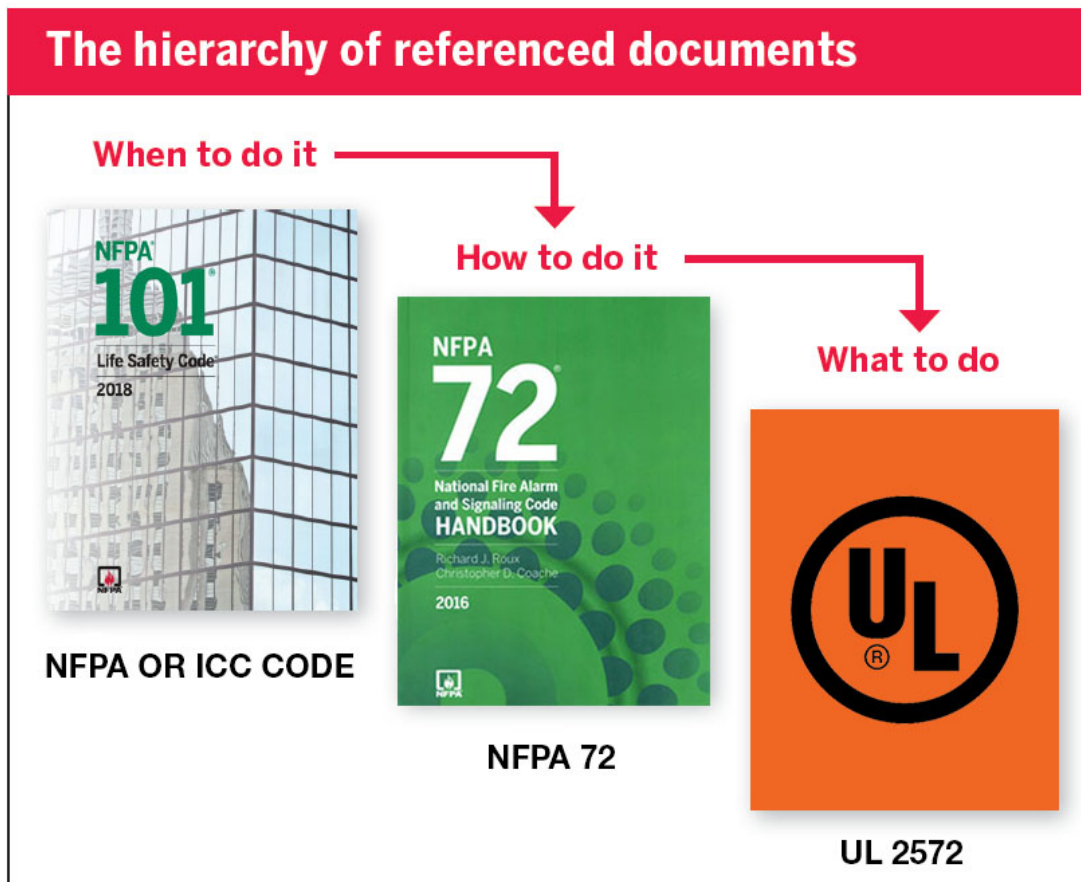 The hierarchy of referenced documents
When to do it
NFPA®
101®
Life Safety Code®
2018
NFPA
NFPA OR ICC CODE
How to do it
NFPA
72®
National Fire Alarm
and Signaling Code
HANDBOOK
Richard J. Roux
Christopher D. Coache
2016
NFPA
NFPA 72
What to do
UL
®
UL 2572